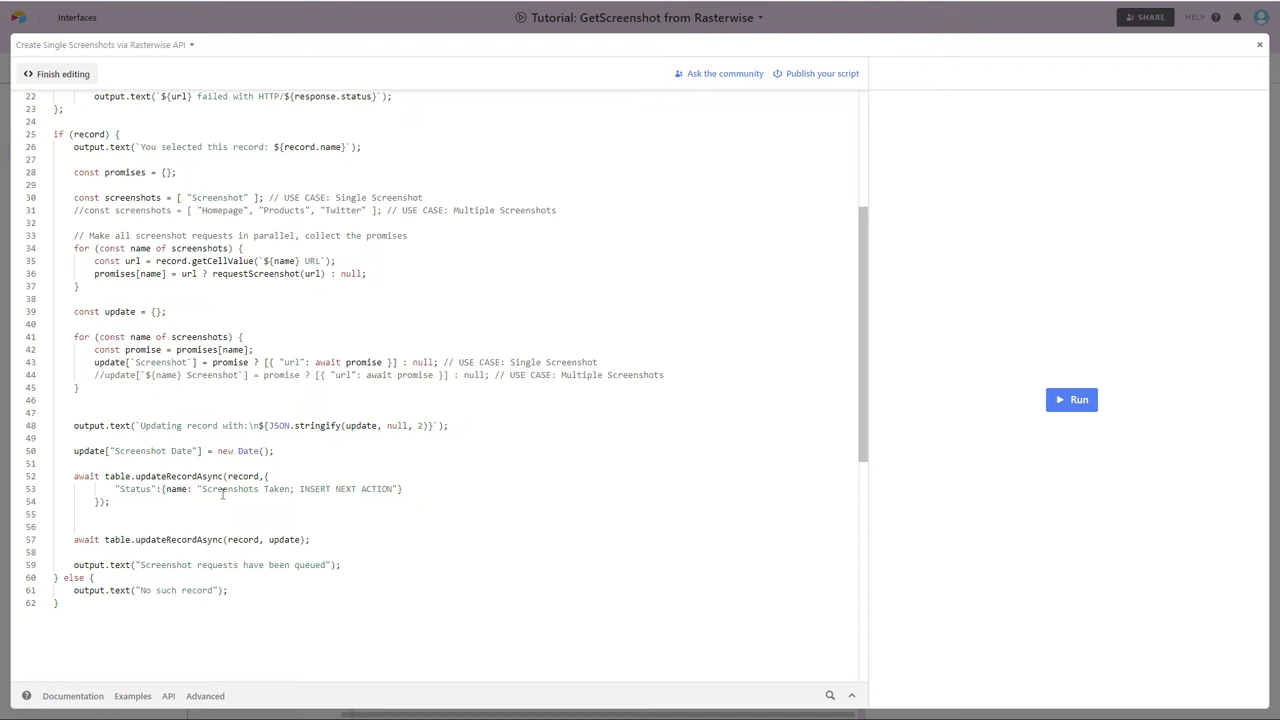 Interfaces
Tutorial: GetScreenshot from Rasterwise
SHARE
HELP
Create Single Screenshots via Rasterwise API
Finish editing
Ask the community
Publish your script
22 output.text(`${url} failed with HTTP/${response.status}`);
23 };
24
25 if (record) {
26 output.text(`You selected this record: ${record.name}`);
27
28 const promises = {};
29
30 const screenshots = [ "Screenshot" ]; // USE CASE: Single Screenshot
31 //const screenshots = [ "Homepage", "Products", "Twitter" ]; // USE CASE: Multiple Screenshots
32
33 // Make all screenshot requests in parallel, collect the promises
34 for (const name of screenshots) {
35 const url = record.getCellValue(`${name} URL`);
36 promises[name] = url ? requestScreenshot(url) : null;
37 }
38
39 const update = {};
40
41 for (const name of screenshots) {
42 const promise = promises[name];
43 update[`Screenshot`] = promise ? [{ "url": await promise }] : null; // USE CASE: Single Screenshot
44 //update[`${name} Screenshot`] = promise ? [{ "url": await promise }] : null; // USE CASE: Multiple Screenshots
45 }
46
47
48 output.text(`Updating record with:\n${JSON.stringify(update, null, 2)}`);
49
50 update["Screenshot Date"] = new Date();
51
52 await table.updateRecordAsync(record,{
53 "Status":{name: "Screenshots Taken; INSERT NEXT ACTION"}
54 });
55
56
57 await table.updateRecordAsync(record, update);
58
59 output.text("Screenshot requests have been queued");
60 } else {
61 output.text("No such record");
62 }
Run
Documentation
Examples
API
Advanced